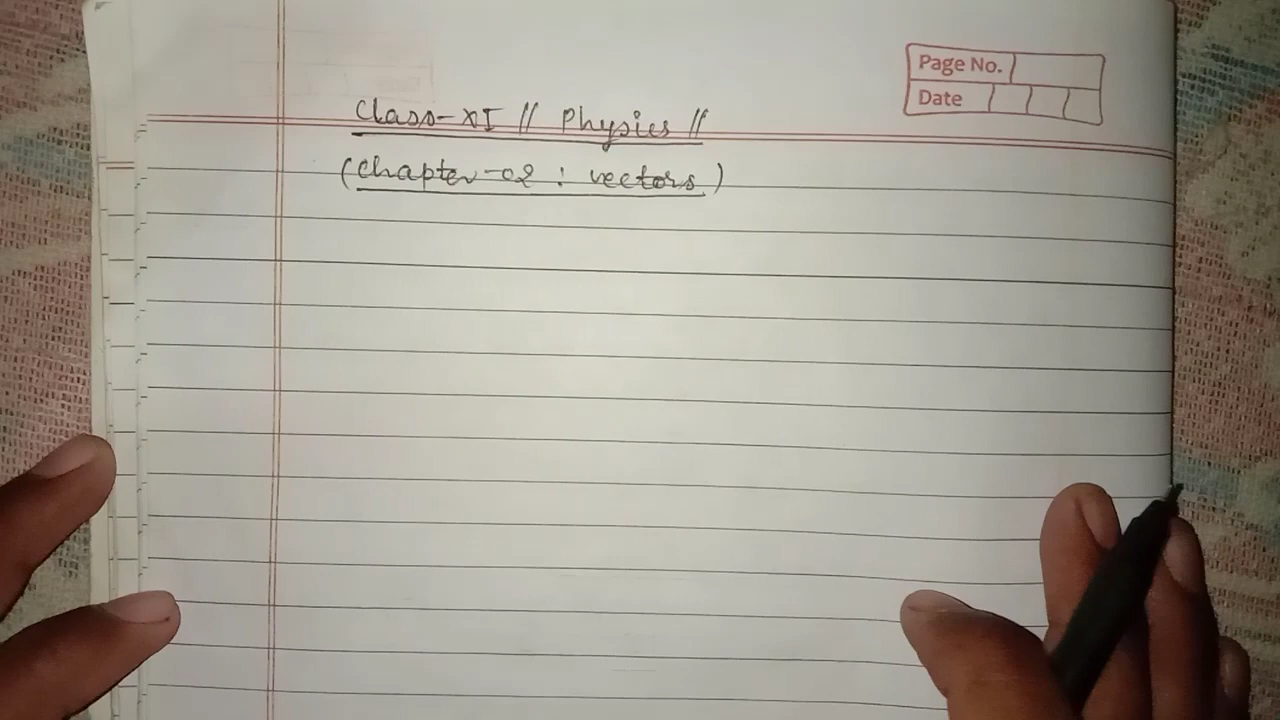 Class-XI // Physics //
(Chapter-02 : vectors)
Page No.
Date